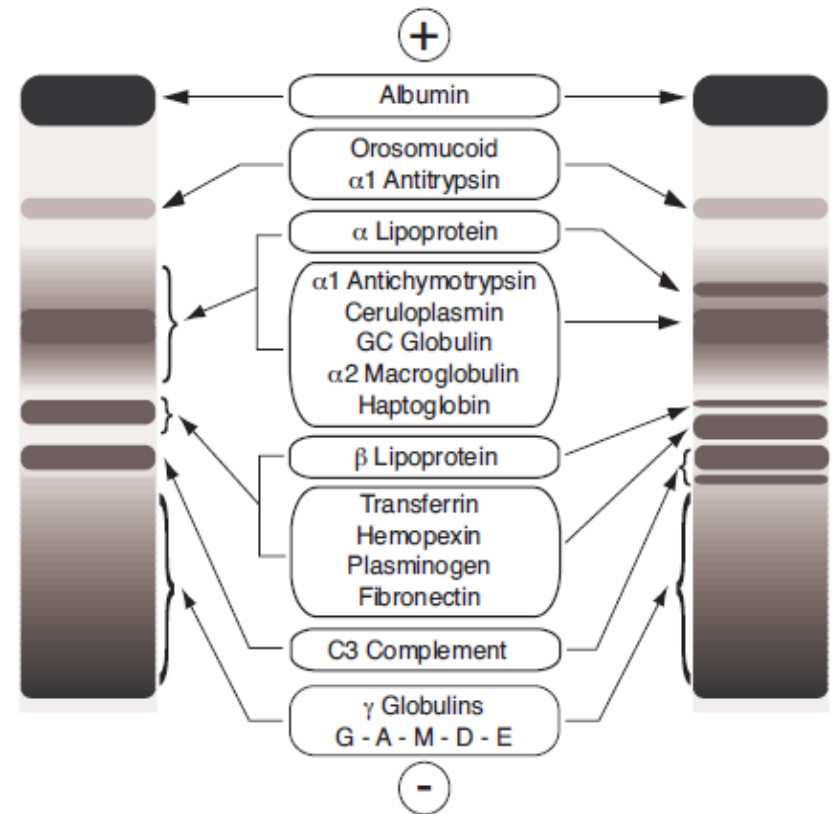 +
Albumin
Orosomucoid
α1 Antitrypsin
α Lipoprotein
α1 Antichymotrypsin
Ceruloplasmin
GC Globulin
α2 Macroglobulin
Haptoglobin
β Lipoprotein
Transferrin
Hemopexin
Plasminogen
Fibronectin
C3 Complement
γ Globulins
G - A - M - D - E
-